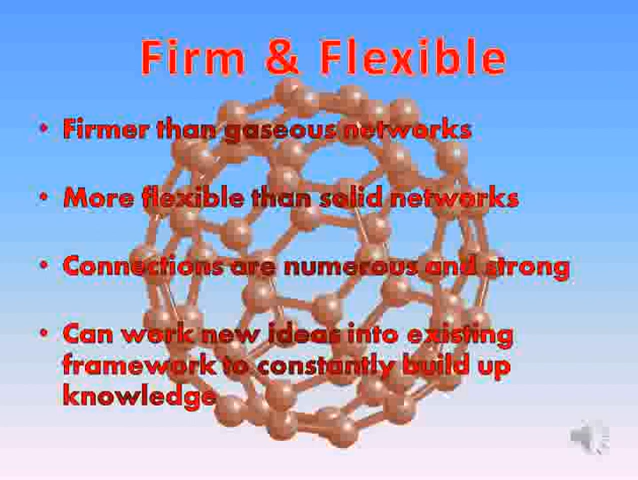 Firm & Flexible
• Firmer than gaseous networks
• More flexible than solid networks
• Connections are numerous and strong
• Can work new ideas into existing
framework to constantly build up
knowledge